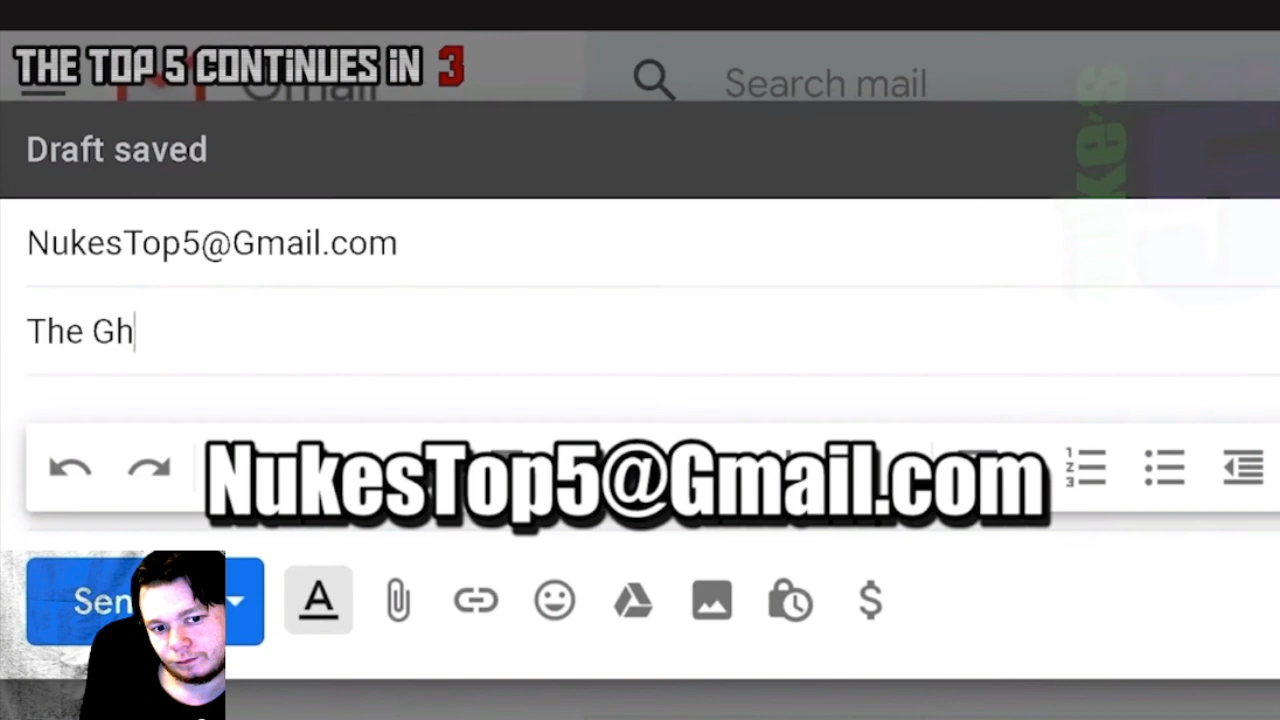 THE TOP 5 CONTINUES IN 3
Gmail
Search mail
Draft saved
NukesTop5@Gmail.com
The Gh
NukesTop5@Gmail.com
Sen